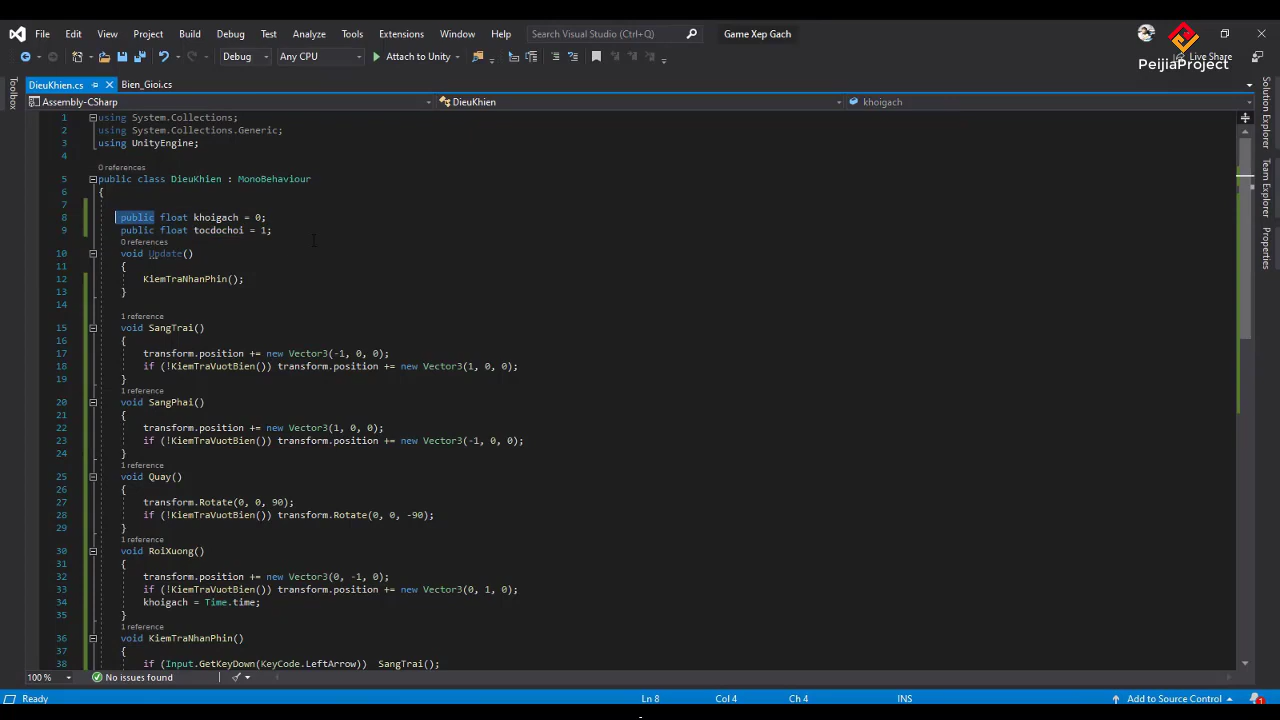 File Edit View Project Build Debug Test Analyze Tools Extensions Window Help Search Visual Studio (Ctrl+Q) Game Xep Gach
Debug Any CPU Attach to Unity Live Share
PeijiaProject
DieuKhien.cs Bien_Gioi.cs
Assembly-CSharp DieuKhien khoigach
Toolbox
Solution Explorer
Team Explorer
Properties
1 using System.Collections;
2 using System.Collections.Generic;
3 using UnityEngine;
4
0 references
5 public class DieuKhien : MonoBehaviour
6 {
7
8 public float khoigach = 0;
9 public float tocdochoi = 1;
0 references
10 void Update()
11 {
12 KiemTraNhanPhin();
13 }
14
1 reference
15 void SangTrai()
16 {
17 transform.position += new Vector3(-1, 0, 0);
18 if (!KiemTraVuotBien()) transform.position += new Vector3(1, 0, 0);
19 }
1 reference
20 void SangPhai()
21 {
22 transform.position += new Vector3(1, 0, 0);
23 if (!KiemTraVuotBien()) transform.position += new Vector3(-1, 0, 0);
24 }
1 reference
25 void Quay()
26 {
27 transform.Rotate(0, 0, 90);
28 if (!KiemTraVuotBien()) transform.Rotate(0, 0, -90);
29 }
1 reference
30 void RoiXuong()
31 {
32 transform.position += new Vector3(0, -1, 0);
33 if (!KiemTraVuotBien()) transform.position += new Vector3(0, 1, 0);
34 khoigach = Time.time;
35 }
1 reference
36 void KiemTraNhanPhin()
37 {
38 if (Input.GetKeyDown(KeyCode.LeftArrow)) SangTrai();
100 % No issues found
Ready Ln 8 Col 4 Ch 4 INS Add to Source Control 1